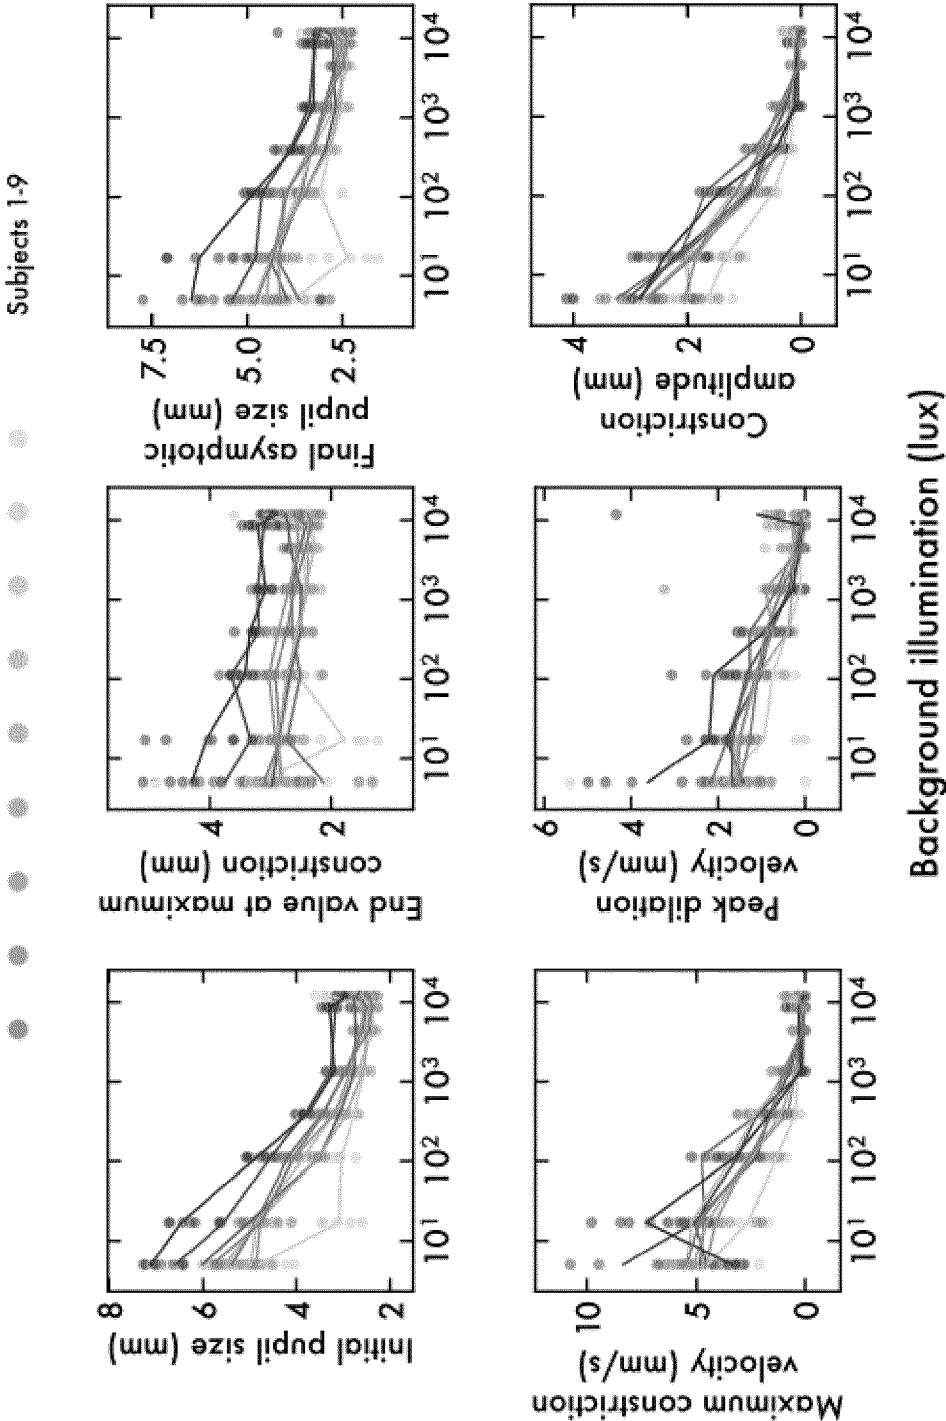 Subjects 1-9
8
6
4
2
Initial pupil size (mm)
10¹ 10² 10³ 10⁴
4
2
End value at maximum
constriction (mm)
10¹ 10² 10³ 10⁴
7.5
5.0
2.5
Final asymptotic
pupil size (mm)
10¹ 10² 10³ 10⁴
10
5
0
Maximum constriction
velocity (mm/s)
10¹ 10² 10³ 10⁴
6
4
2
0
Peak dilation
velocity (mm/s)
10¹ 10² 10³ 10⁴
4
2
0
Constriction
amplitude (mm)
10¹ 10² 10³ 10⁴
Background illumination (lux)